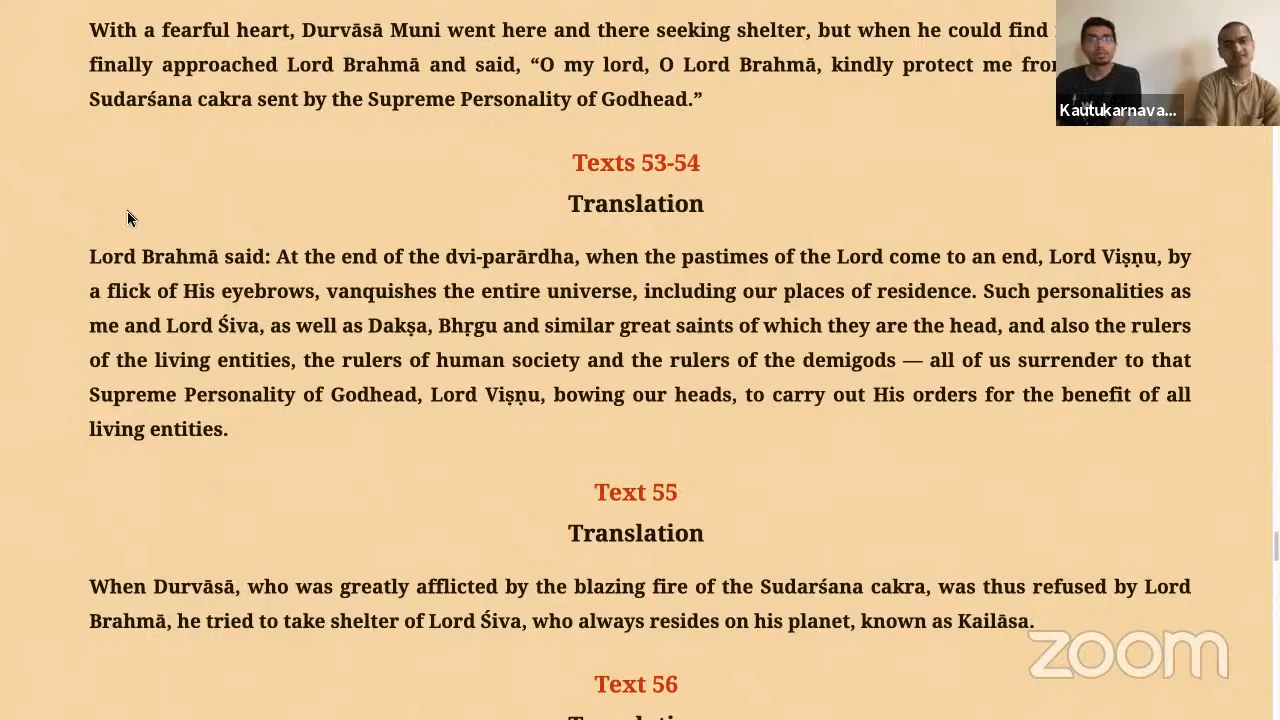 With a fearful heart, Durvāsā Muni went here and there seeking shelter, but when he could find
finally approached Lord Brahmā and said, “O my lord, O Lord Brahmā, kindly protect me
Sudarśana cakra sent by the Supreme Personality of Godhead.”
Kautukarnava...
Texts 53-54
Translation
Lord Brahmā said: At the end of the dvi-parārdha, when the pastimes of the Lord come to an end, Lord Viṣṇu, by
a flick of His eyebrows, vanquishes the entire universe, including our places of residence. Such personalities as
me and Lord Śiva, as well as Dakṣa, Bhṛgu and similar great saints of which they are the head, and also the rulers
of the living entities, the rulers of human society and the rulers of the demigods — all of us surrender to that
Supreme Personality of Godhead, Lord Viṣṇu, bowing our heads, to carry out His orders for the benefit of all
living entities.
Text 55
Translation
When Durvāsā, who was greatly afflicted by the blazing fire of the Sudarśana cakra, was thus refused by Lord
Brahmā, he tried to take shelter of Lord Śiva, who always resides on his planet, known as Kailāsa.
zoom
Text 56